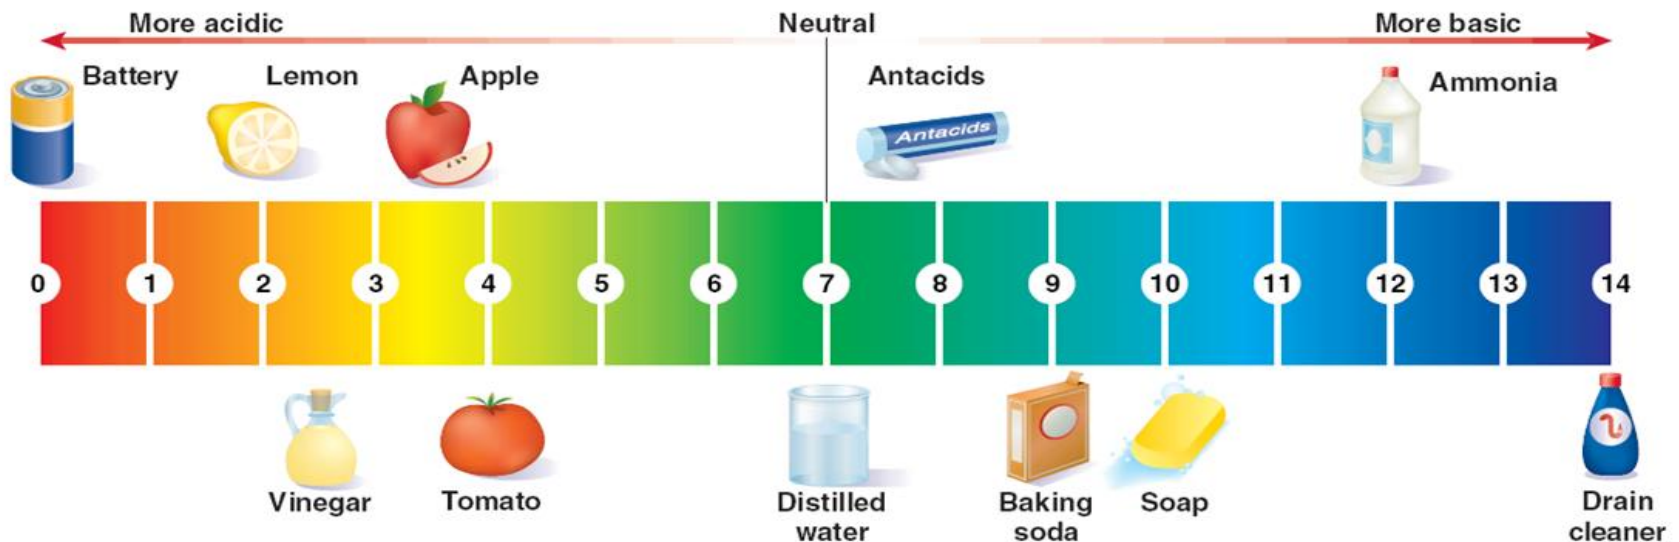 More acidic
Neutral
More basic
Battery
Lemon
Apple
Antacids
Ammonia
Antacids
0 1 2 3 4 5 6 7 8 9 10 11 12 13 14
Vinegar
Tomato
Distilled
water
Baking
soda
Soap
Drain
cleaner